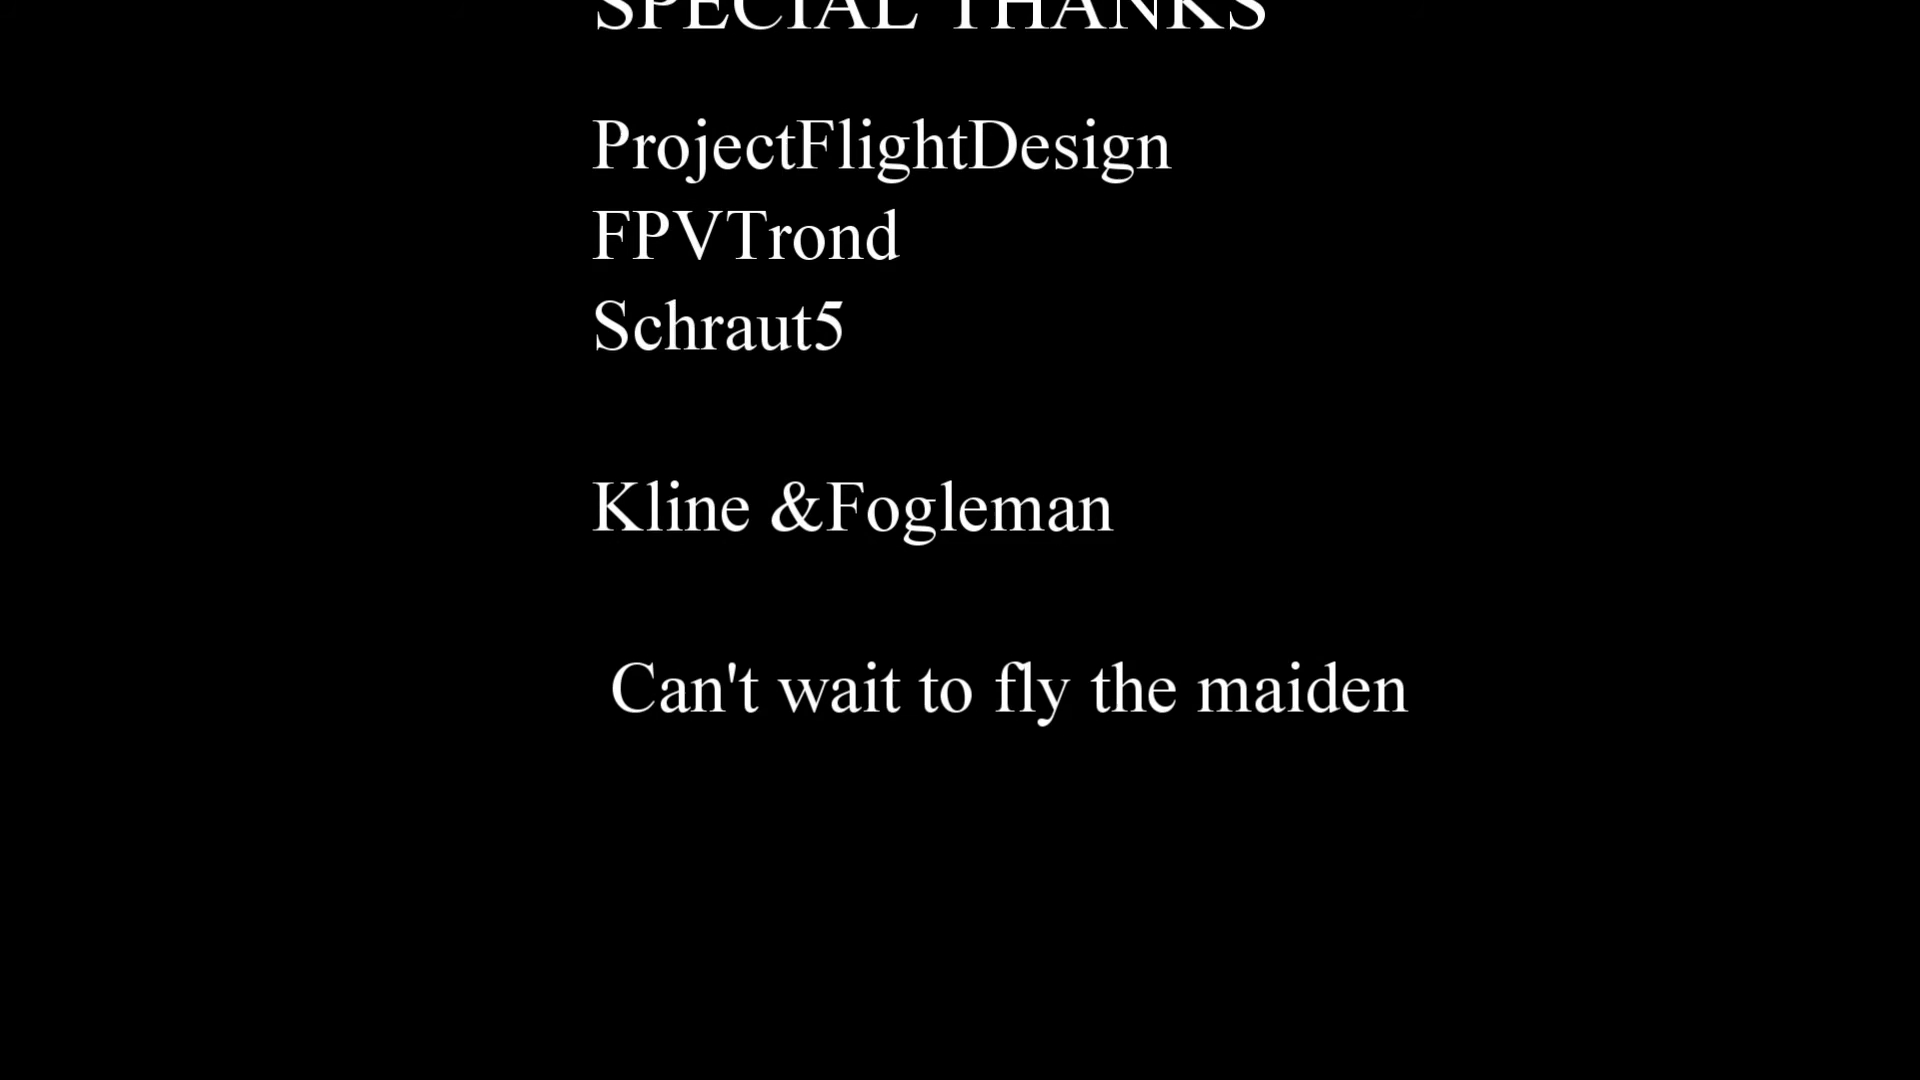 SPECIAL THANKS
ProjectFlightDesign
FPVTrond
Schraut5
Kline &Fogleman
Can't wait to fly the maiden